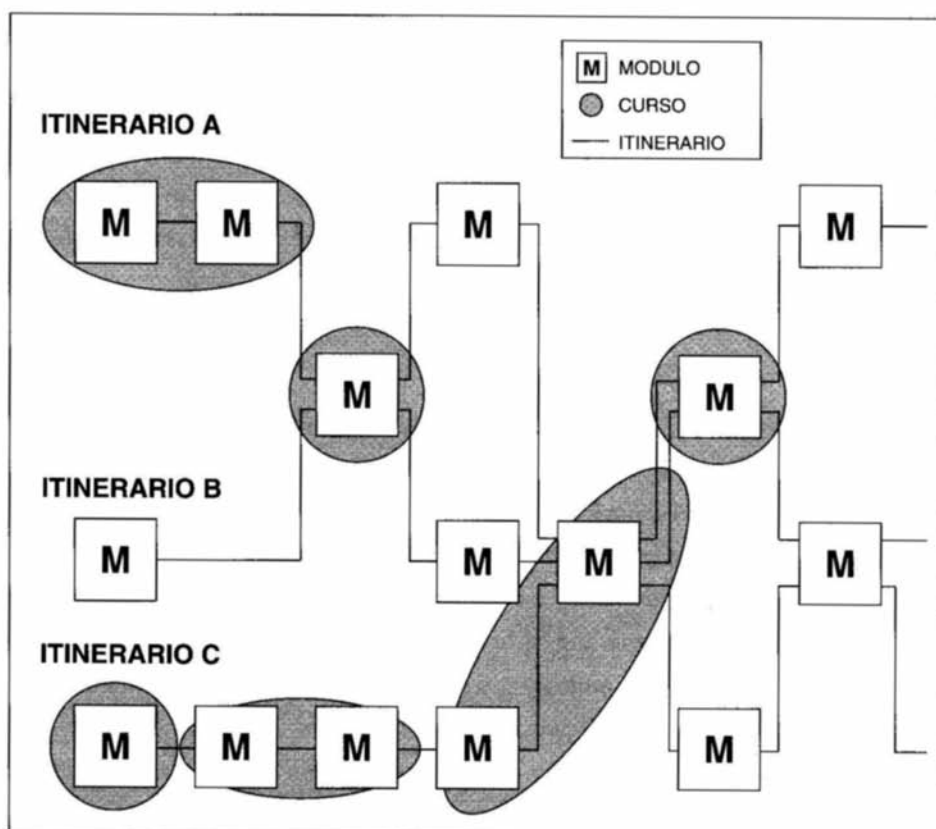 M MODULO
CURSO
ITINERARIO
ITINERARIO A
M M M M
M M
ITINERARIO B
M M M M
ITINERARIO C
M M M M M